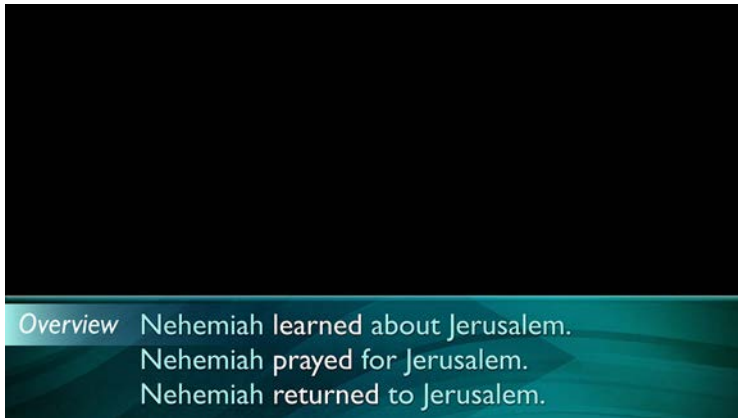 Overview Nehemiah learned about Jerusalem.
Nehemiah prayed for Jerusalem.
Nehemiah returned to Jerusalem.